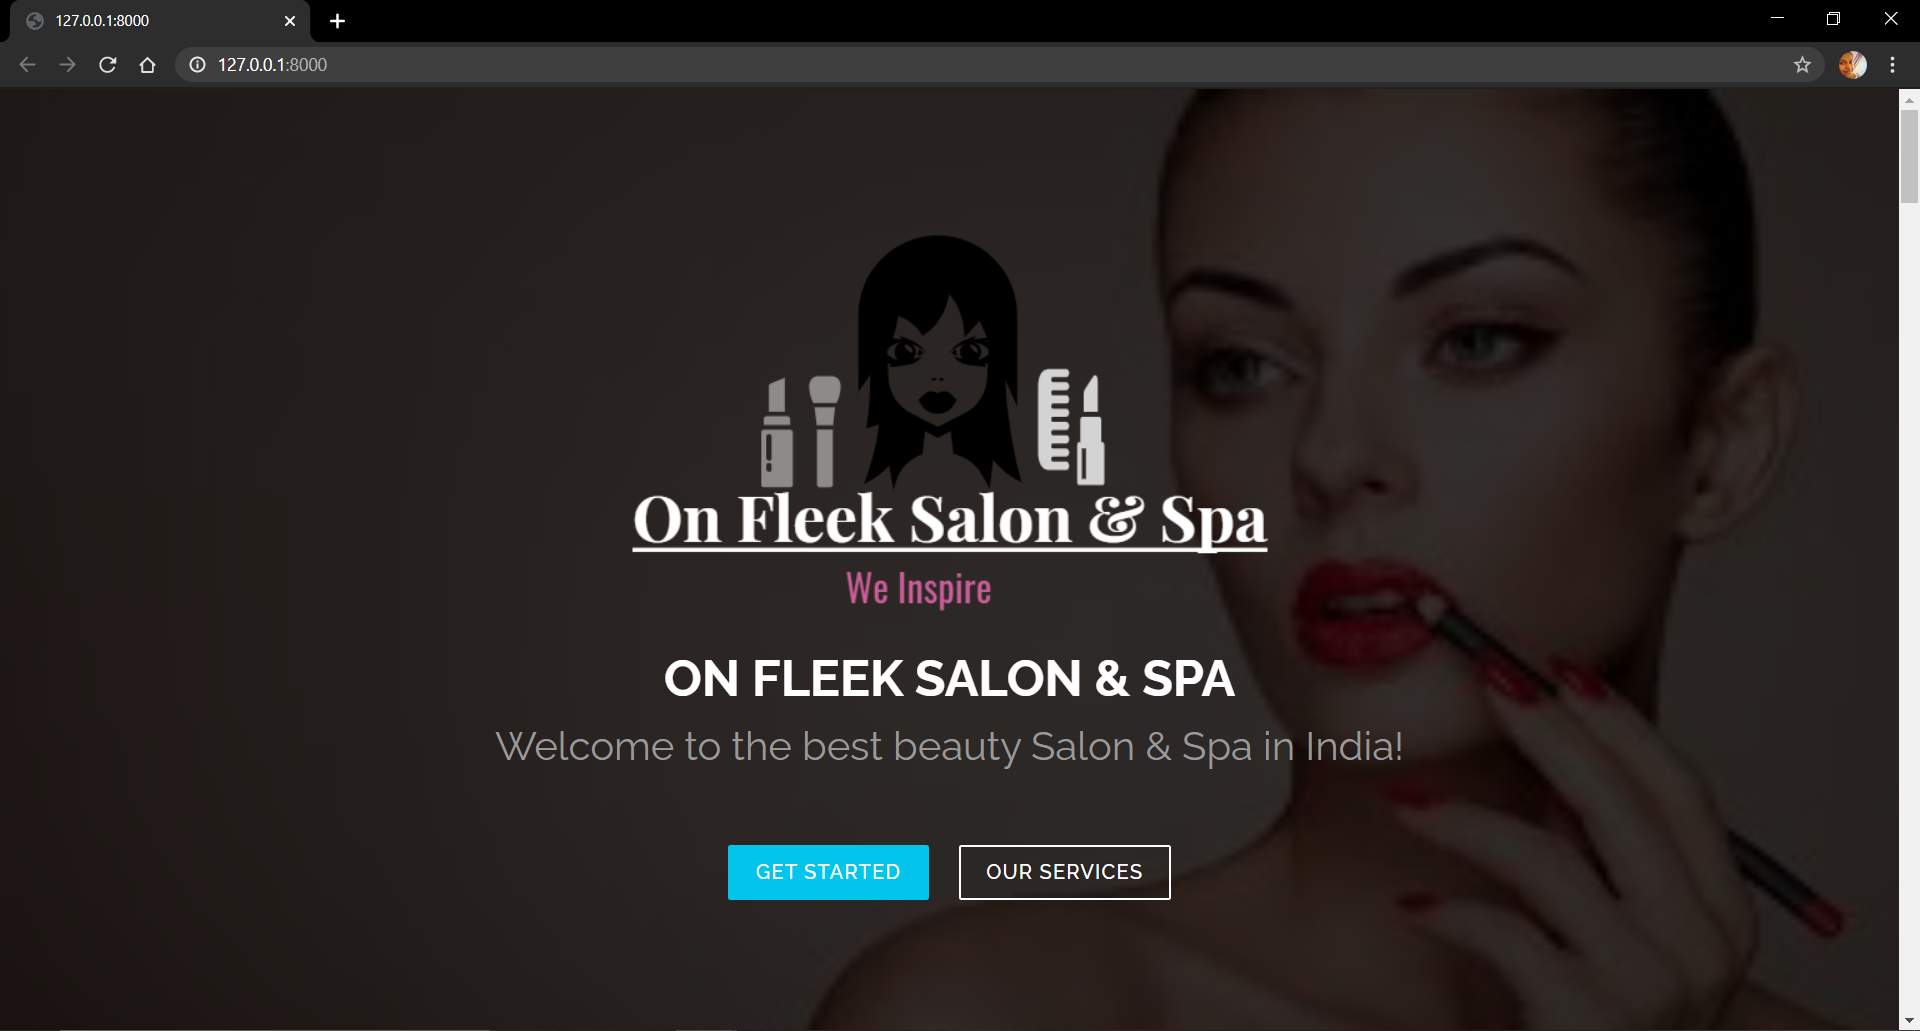 127.0.0.1:8000
127.0.0.1:8000
On Fleek Salon & Spa
We Inspire
ON FLEEK SALON & SPA
Welcome to the best beauty Salon & Spa in India!
GET STARTED OUR SERVICES